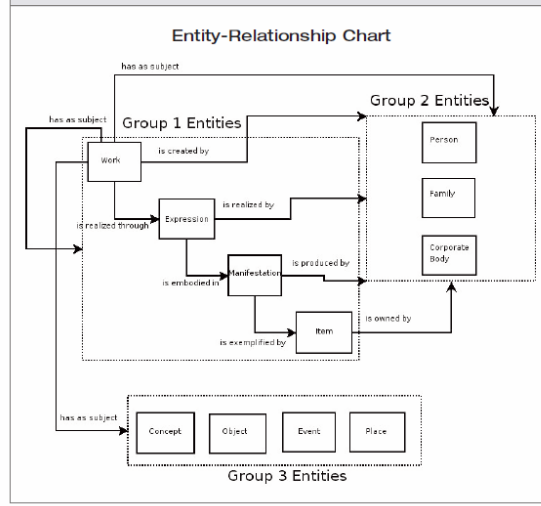 Entity-Relationship Chart
has as subject
Group 2 Entities
has as subject
Group 1 Entities
Person
Work
is created by
Family
is realized through
Expression
is realized by
Corporate
Body
is embodied in
Manifestation
is produced by
is exemplified by
Item
is owned by
has as subject
Concept
Object
Event
Place
Group 3 Entities